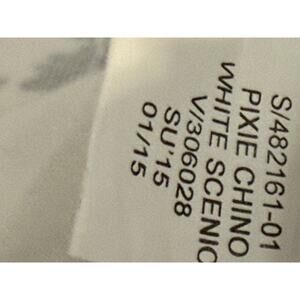 S/482161-01
PIXIE CHINO
WHITE SCENIC
V/306028
SU'15
01/15